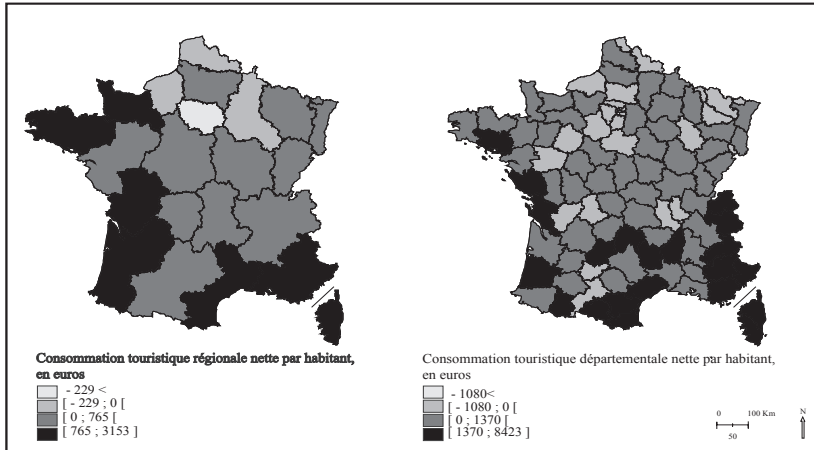 Consommation touristique régionale nette par habitant,
en euros
- 229 <
[ - 229 ; 0 [
[ 0 ; 765 [
[ 765 ; 3153 ]
Consommation touristique départementale nette par habitant,
en euros
- 1080<
[ - 1080 ; 0 [
[ 0 ; 1370 [
[ 1370 ; 8423 ]
0 100 Km
50
N